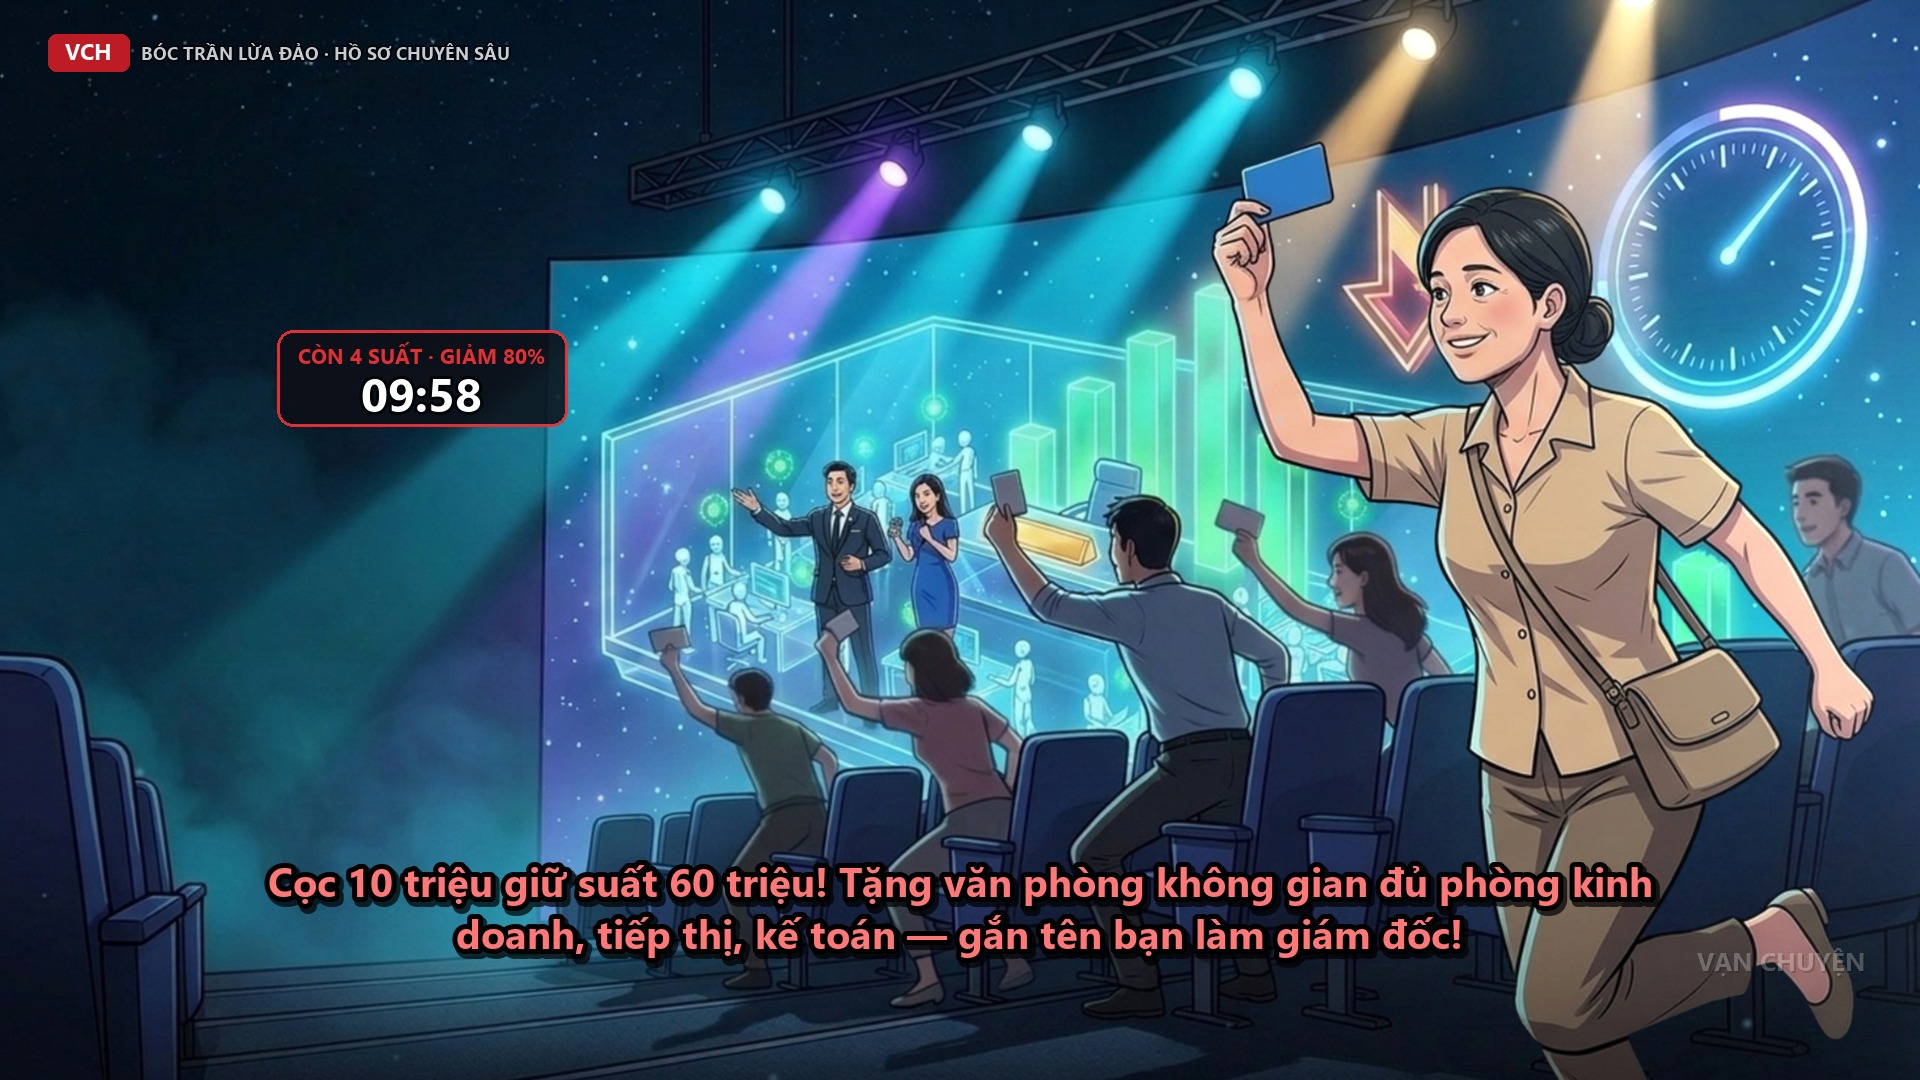 VCH BÓC TRẦN LỪA ĐẢO · HỒ SƠ CHUYÊN SÂU
CÒN 4 SUẤT · GIẢM 80%
09:58
Cọc 10 triệu giữ suất 60 triệu! Tặng văn phòng không gian đủ phòng kinh
doanh, tiếp thị, kế toán — gắn tên bạn làm giám đốc!
VẠN CHUYỆN